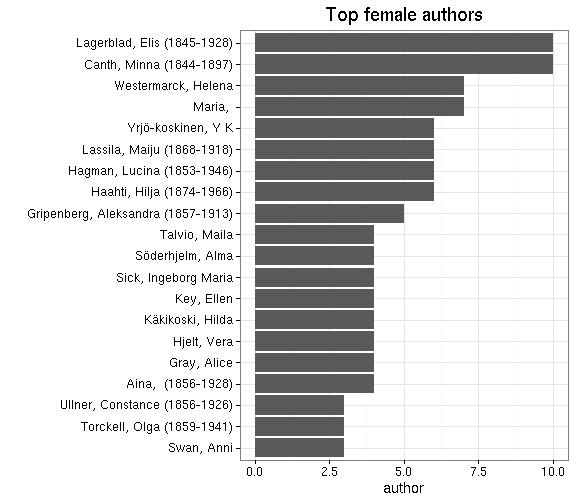 Top female authors
Lagerblad, Elis (1845-1928)
Canth, Minna (1844-1897)
Westermarck, Helena
Maria,
Yrjö-koskinen, Y K
Lassila, Maiju (1868-1918)
Hagman, Lucina (1853-1946)
Haahti, Hilja (1874-1966)
Gripenberg, Aleksandra (1857-1913)
Talvio, Maila
Söderhjelm, Alma
Sick, Ingeborg Maria
Key, Ellen
Käkikoski, Hilda
Hjelt, Vera
Gray, Alice
Aina,  (1856-1928)
Ullner, Constance (1856-1926)
Torckell, Olga (1859-1941)
Swan, Anni
0.0 2.5 5.0 7.5 10.0
author